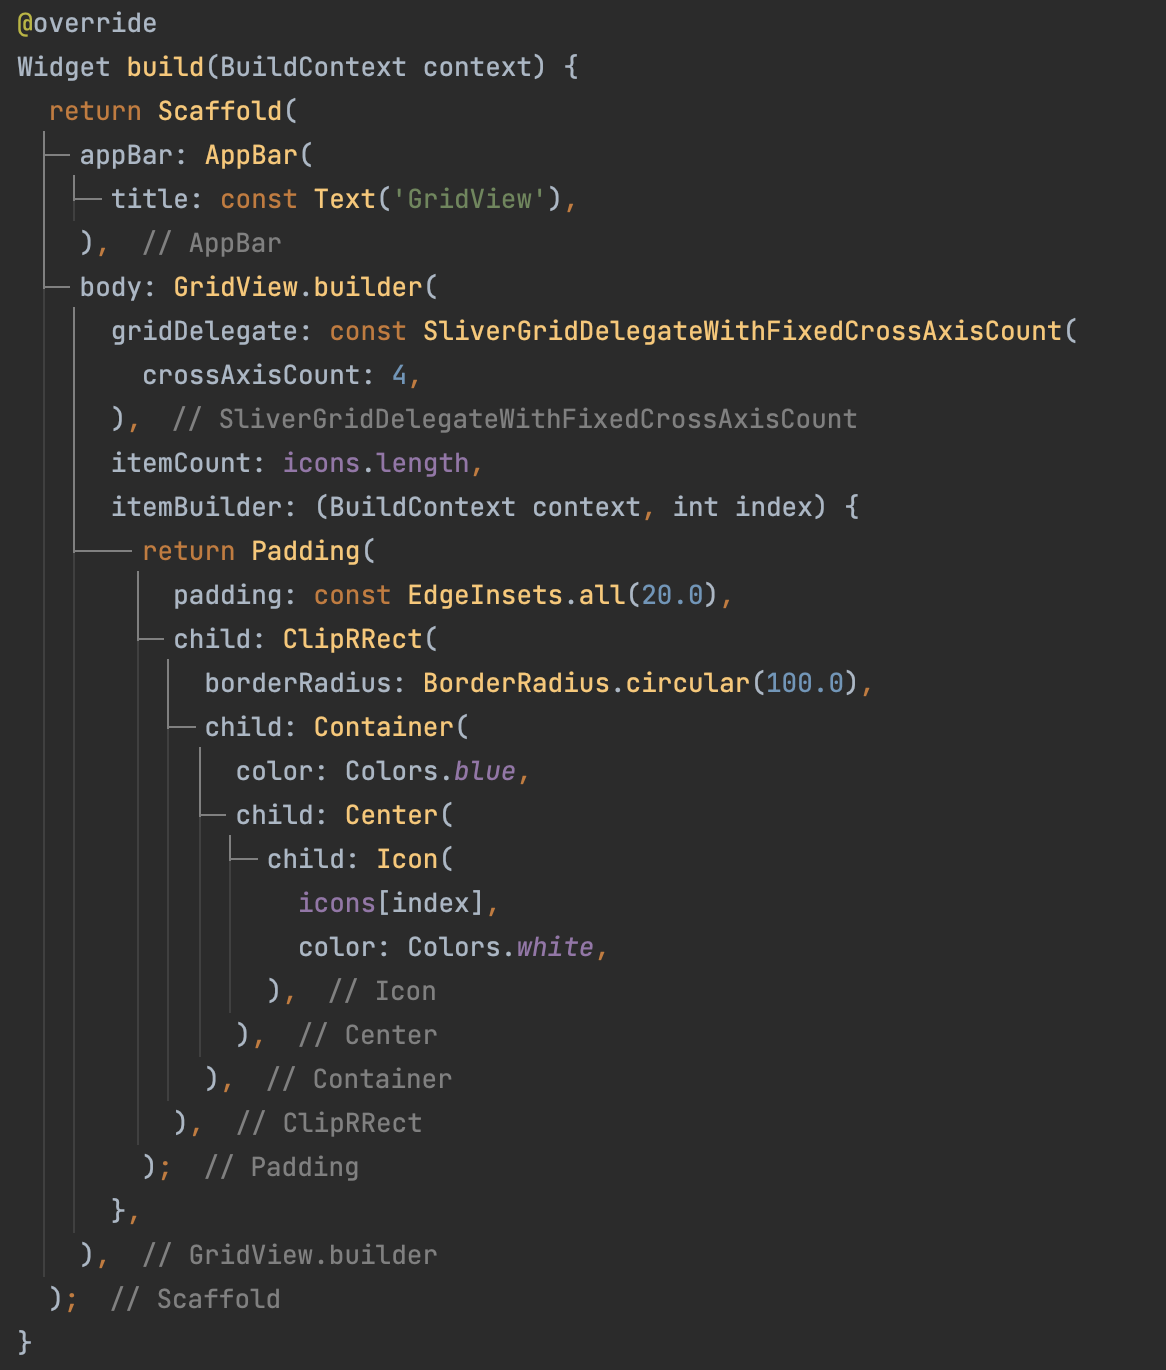 @override
Widget build(BuildContext context) {
  return Scaffold(
    appBar: AppBar(
      title: const Text('GridView'),
    ),  // AppBar
    body: GridView.builder(
      gridDelegate: const SliverGridDelegateWithFixedCrossAxisCount(
        crossAxisCount: 4,
      ),  // SliverGridDelegateWithFixedCrossAxisCount
      itemCount: icons.length,
      itemBuilder: (BuildContext context, int index) {
        return Padding(
          padding: const EdgeInsets.all(20.0),
          child: ClipRRect(
            borderRadius: BorderRadius.circular(100.0),
            child: Container(
              color: Colors.blue,
              child: Center(
                child: Icon(
                  icons[index],
                  color: Colors.white,
                ),  // Icon
              ),  // Center
            ),  // Container
          ),  // ClipRRect
        );  // Padding
      },
    ),  // GridView.builder
  );  // Scaffold
}